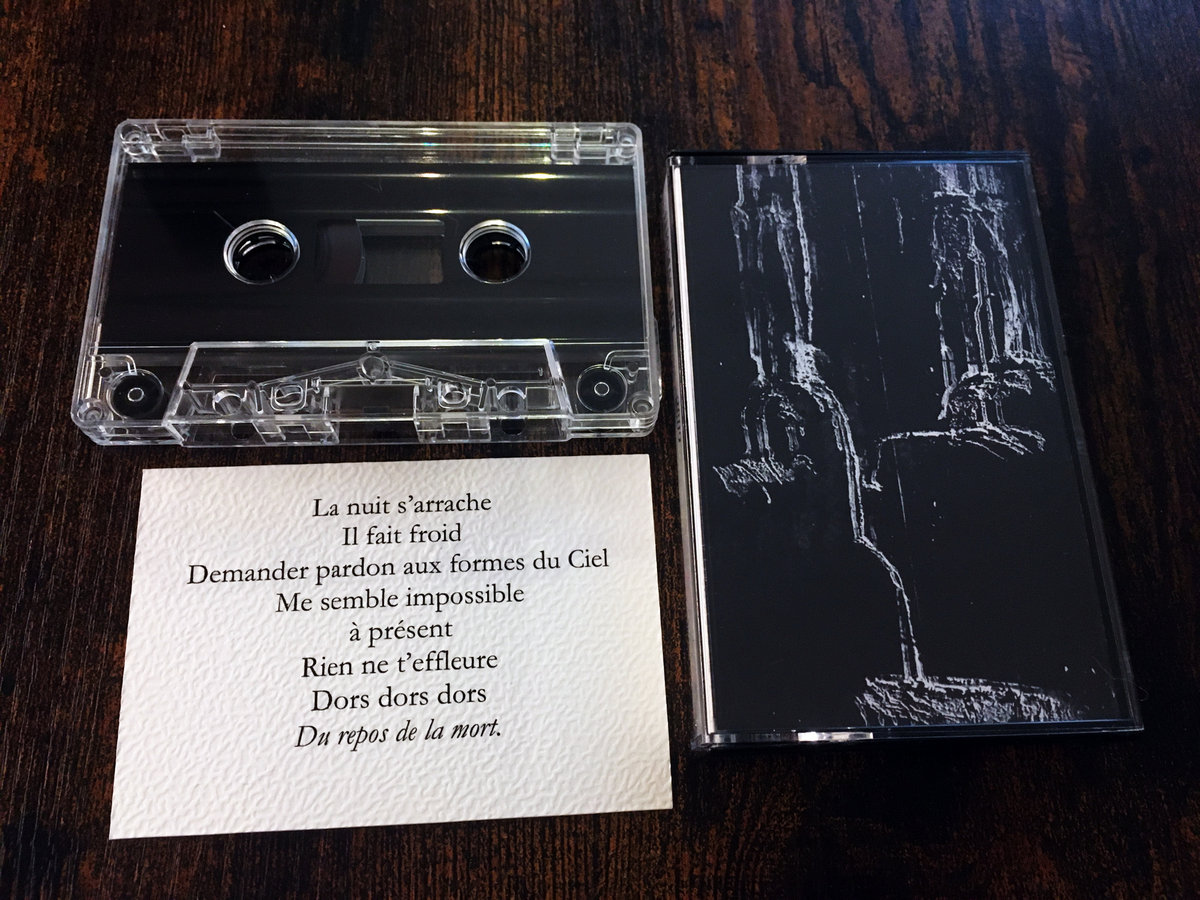 La nuit s’arrache
Il fait froid
Demander pardon aux formes du Ciel
Me semble impossible
à présent
Rien ne t’effleure
Dors dors dors
Du repos de la mort.